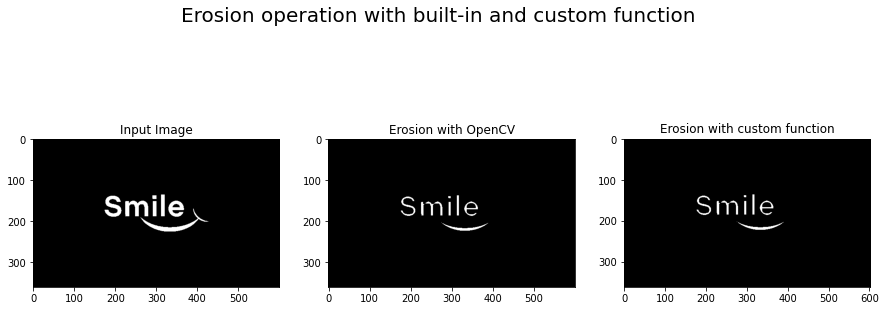 Erosion operation with built-in and custom function
Input Image
0
100
200
300
0 100 200 300 400 500
Smile
Erosion with OpenCV
0
100
200
300
0 100 200 300 400 500
Smile
Erosion with custom function
0
100
200
300
0 100 200 300 400 500 600
Smile